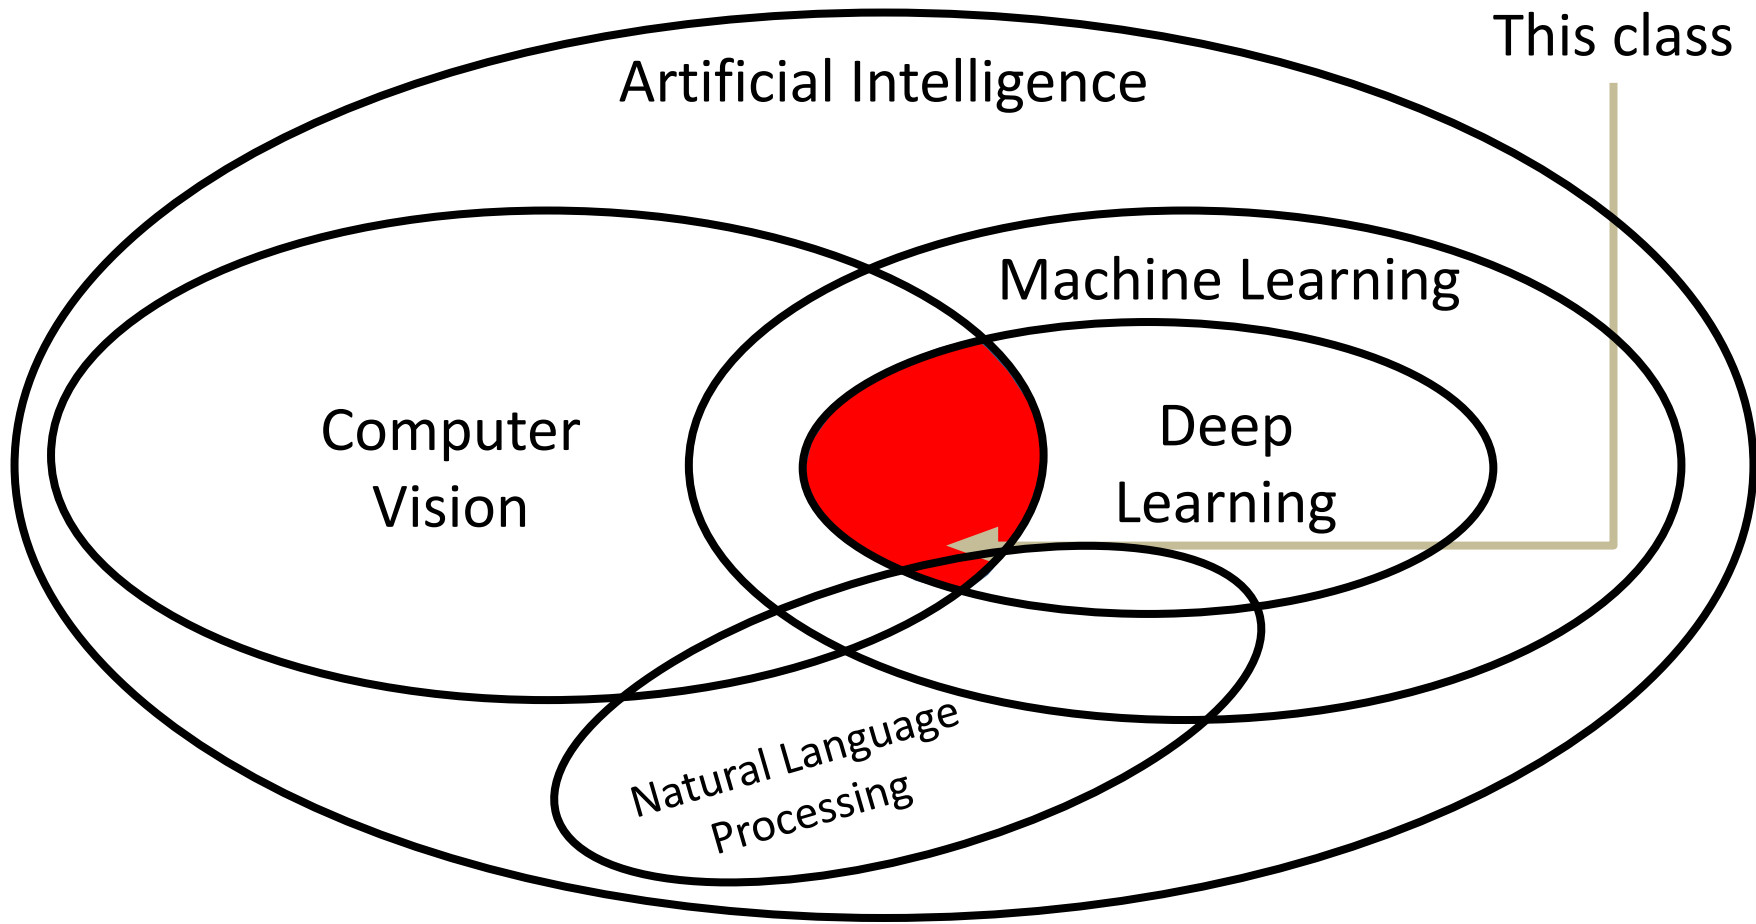 This class
Artificial Intelligence
Machine Learning
Computer
Vision
Deep
Learning
Natural Language
Processing